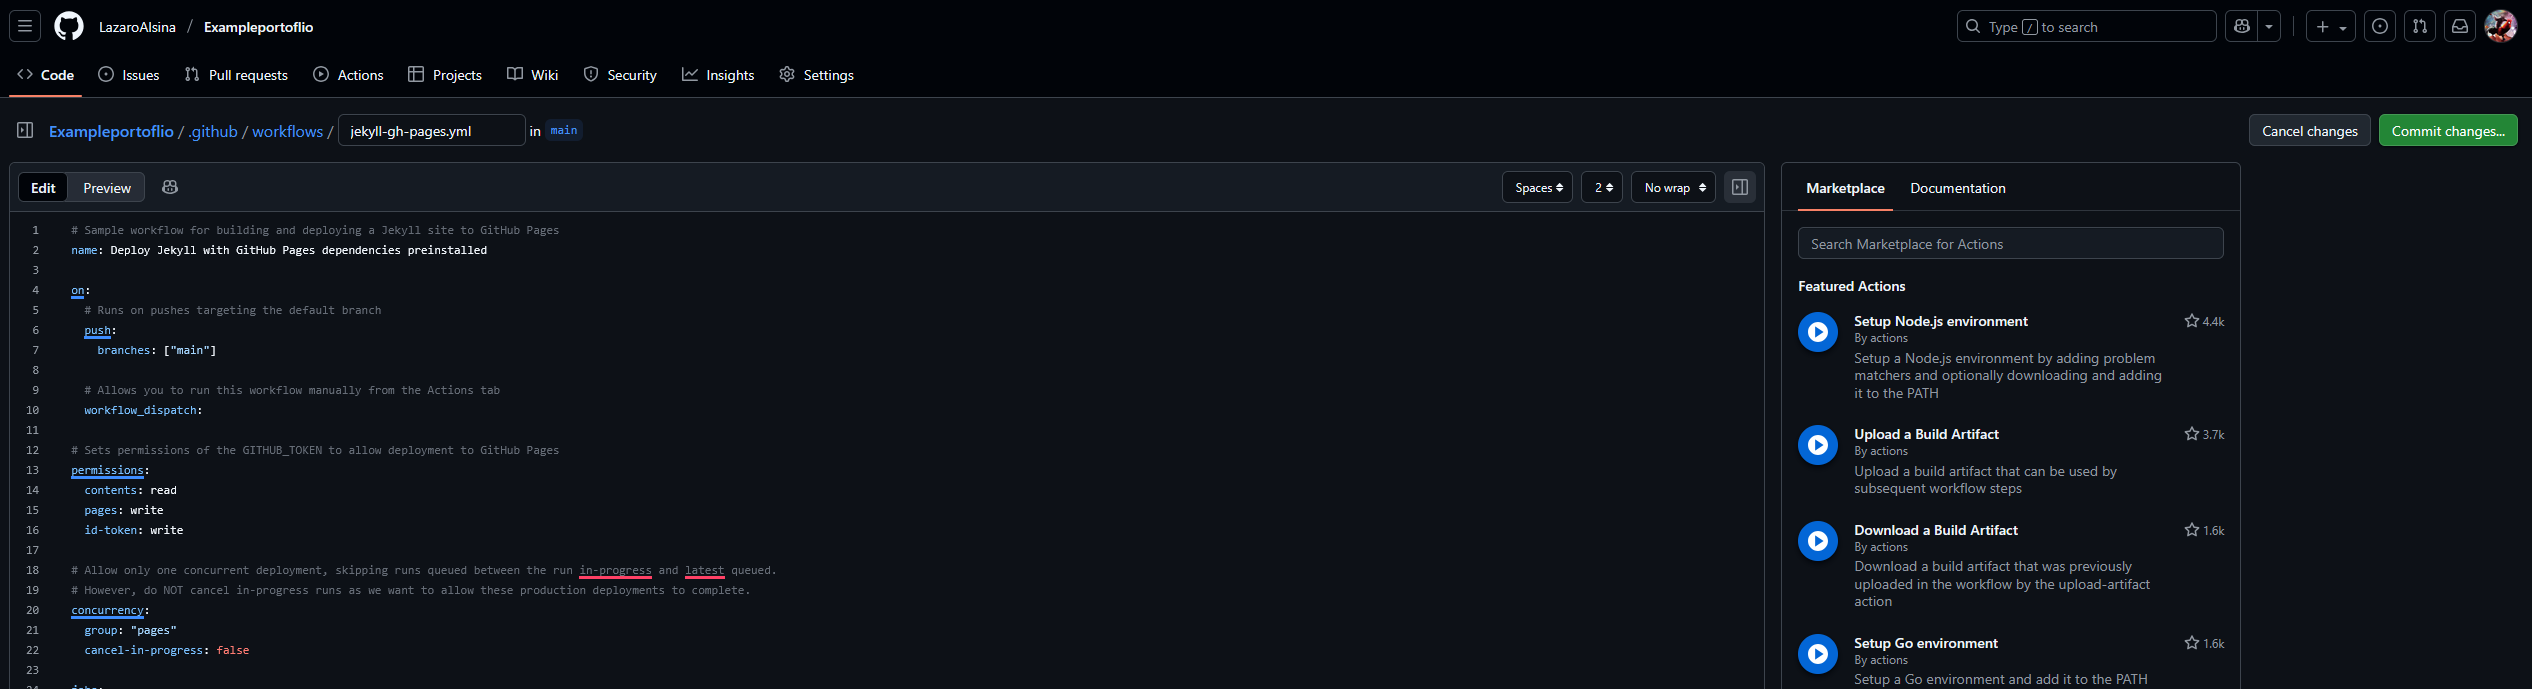 LazaroAlsina / Exampleportoflio
Type / to search
Code Issues Pull requests Actions Projects Wiki Security Insights Settings
Exampleportoflio / .github / workflows / jekyll-gh-pages.yml in main
Cancel changes Commit changes...
Edit Preview Spaces 2 No wrap
1 # Sample workflow for building and deploying a Jekyll site to GitHub Pages
2 name: Deploy Jekyll with GitHub Pages dependencies preinstalled
3
4 on:
5 # Runs on pushes targeting the default branch
6 push:
7 branches: ["main"]
8
9 # Allows you to run this workflow manually from the Actions tab
10 workflow_dispatch:
11
12 # Sets permissions of the GITHUB_TOKEN to allow deployment to GitHub Pages
13 permissions:
14 contents: read
15 pages: write
16 id-token: write
17
18 # Allow only one concurrent deployment, skipping runs queued between the run in-progress and latest queued.
19 # However, do NOT cancel in-progress runs as we want to allow these production deployments to complete.
20 concurrency:
21 group: "pages"
22 cancel-in-progress: false
23
24 jobs:
Marketplace Documentation
Search Marketplace for Actions
Featured Actions
Setup Node.js environment 4.4k
By actions
Setup a Node.js environment by adding problem
matchers and optionally downloading and adding
it to the PATH
Upload a Build Artifact 3.7k
By actions
Upload a build artifact that can be used by
subsequent workflow steps
Download a Build Artifact 1.6k
By actions
Download a build artifact that was previously
uploaded in the workflow by the upload-artifact
action
Setup Go environment 1.6k
By actions
Setup a Go environment and add it to the PATH